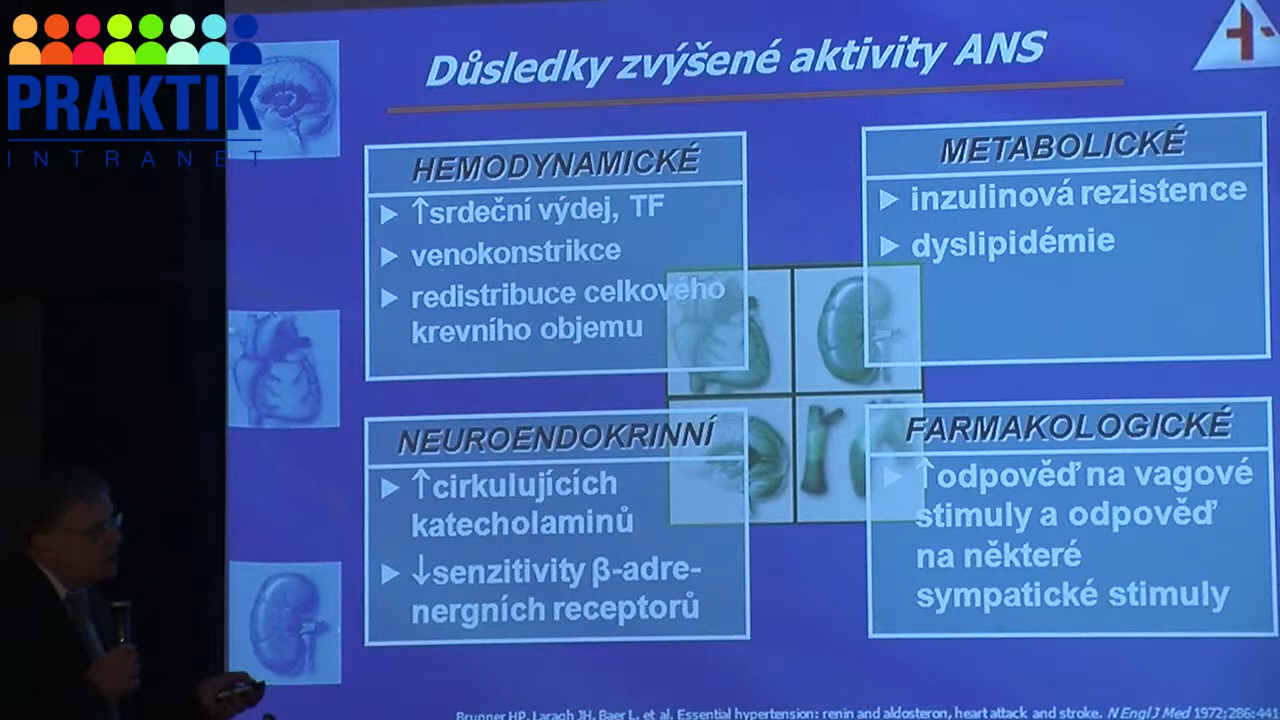 PRAKTIK
INTRANET
Důsledky zvýšené aktivity ANS
HEMODYNAMICKÉ
↑srdeční výdej, TF
venokonstrikce
redistribuce celkového
krevního objemu
METABOLICKÉ
inzulinová rezistence
dyslipidémie
NEUROENDOKRINNÍ
↑cirkulujících
katecholaminů
↓senzitivity β-adre-
nergních receptorů
FARMAKOLOGICKÉ
↑odpověď na vagové
stimuly a odpověď
na některé
sympatické stimuly
Brunner HP, Laragh JH, Baer L, et al. Essential hypertension: renin and aldosteron, heart attack and stroke. N Engl J Med 1972;286:441